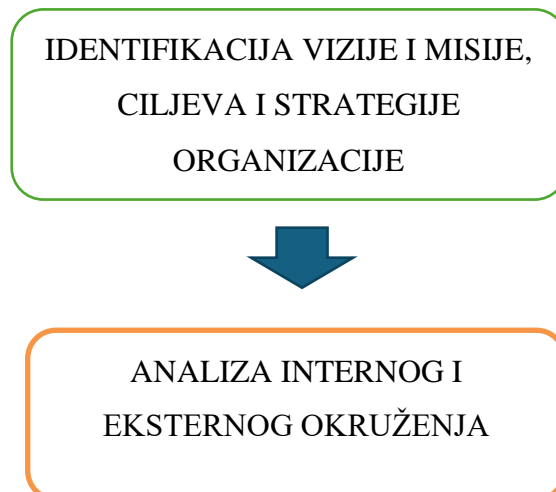 IDENTIFIKACIJA VIZIJE I MISIJE,
CILJEVA I STRATEGIJE
ORGANIZACIJE
ANALIZA INTERNOG I
EKSTERNOG OKRUŽENJA